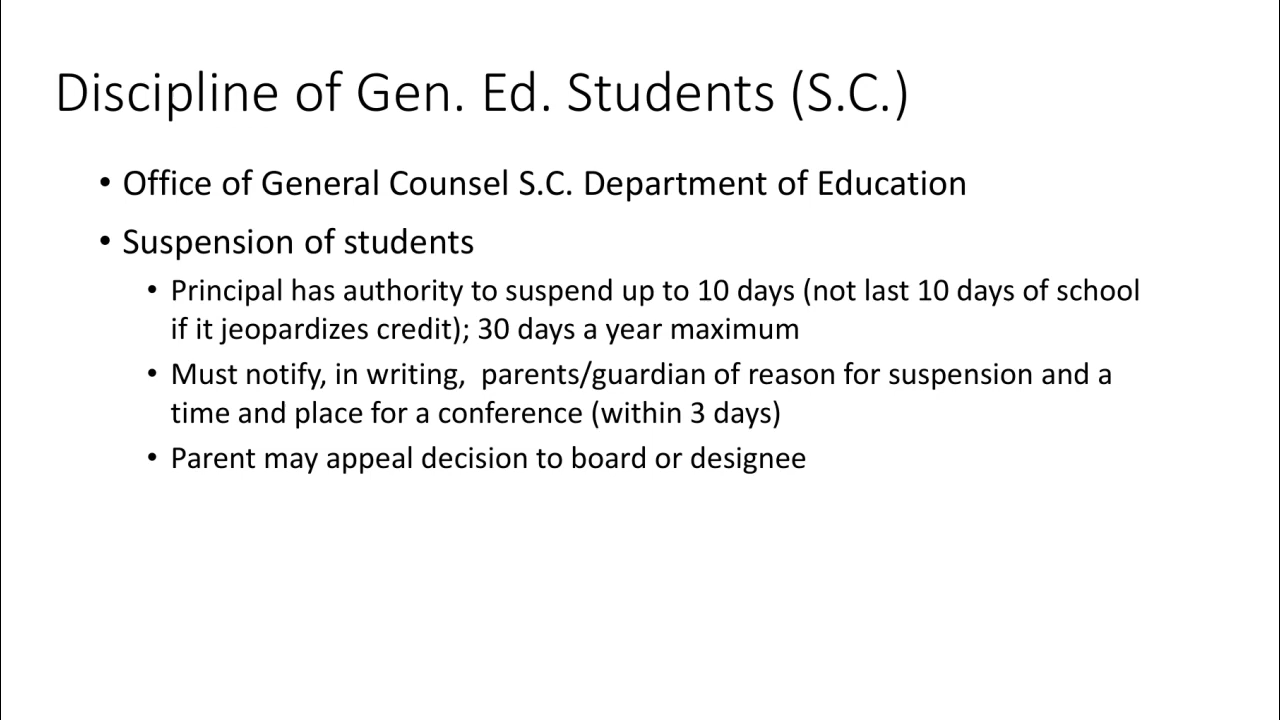 Discipline of Gen. Ed. Students (S.C.)
• Office of General Counsel S.C. Department of Education
• Suspension of students
• Principal has authority to suspend up to 10 days (not last 10 days of school
if it jeopardizes credit); 30 days a year maximum
• Must notify, in writing,  parents/guardian of reason for suspension and a
time and place for a conference (within 3 days)
• Parent may appeal decision to board or designee